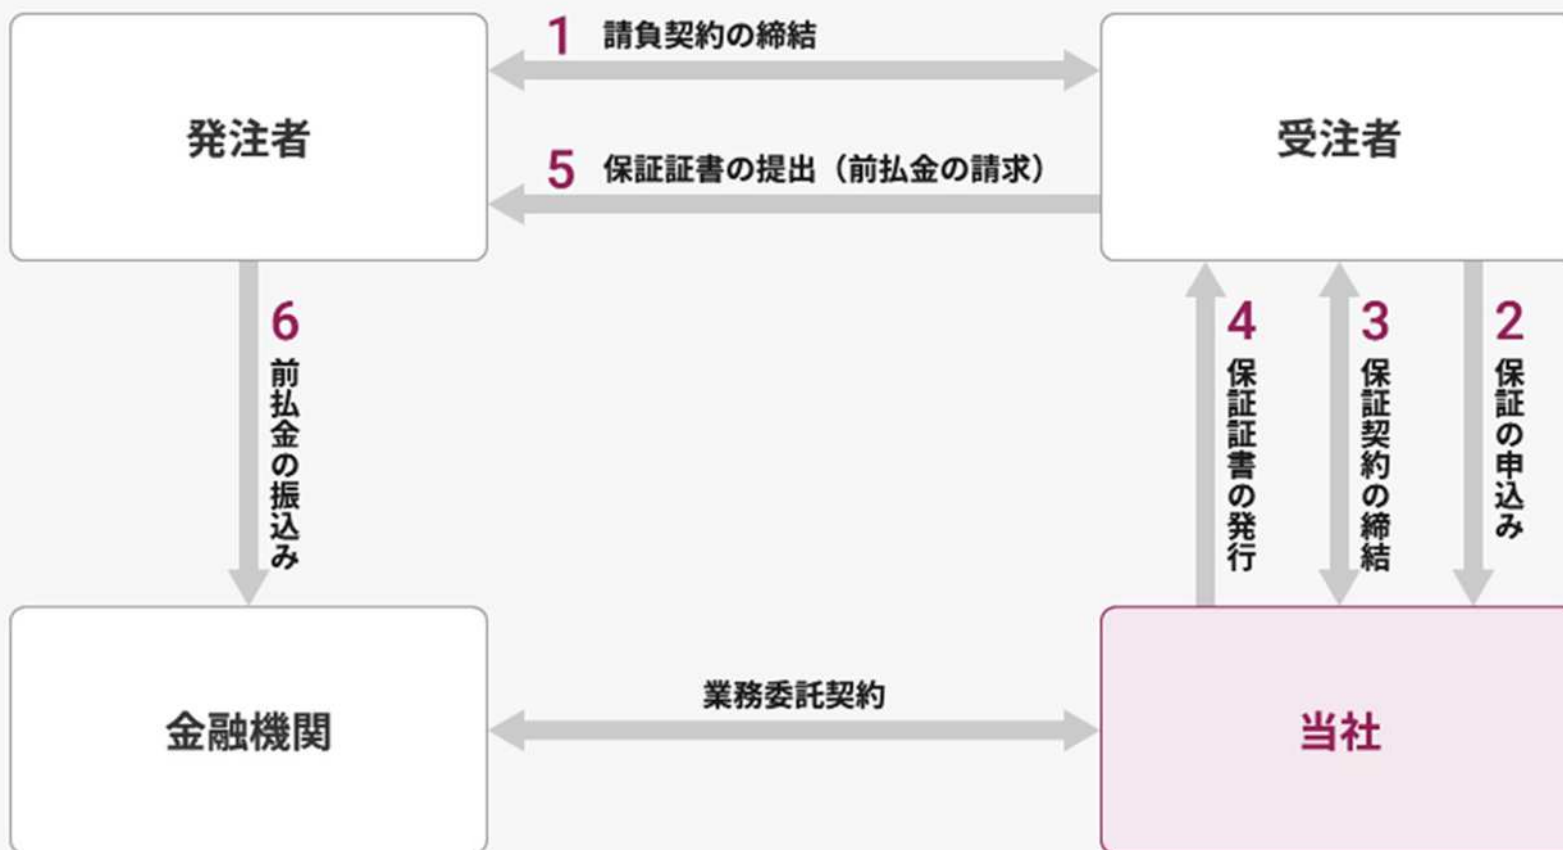 1 請負契約の締結
発注者
受注者
5 保証証書の提出（前払金の請求）
6 前払金の振込み
4 保証証書の発行
3 保証契約の締結
2 保証の申込み
業務委託契約
金融機関
当社